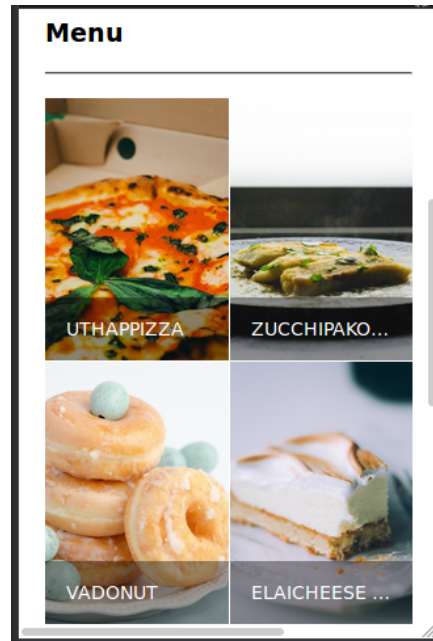 Menu
UTHAPPIZZA
ZUCCHIPAKO...
VADONUT
ELAICHEESE ...